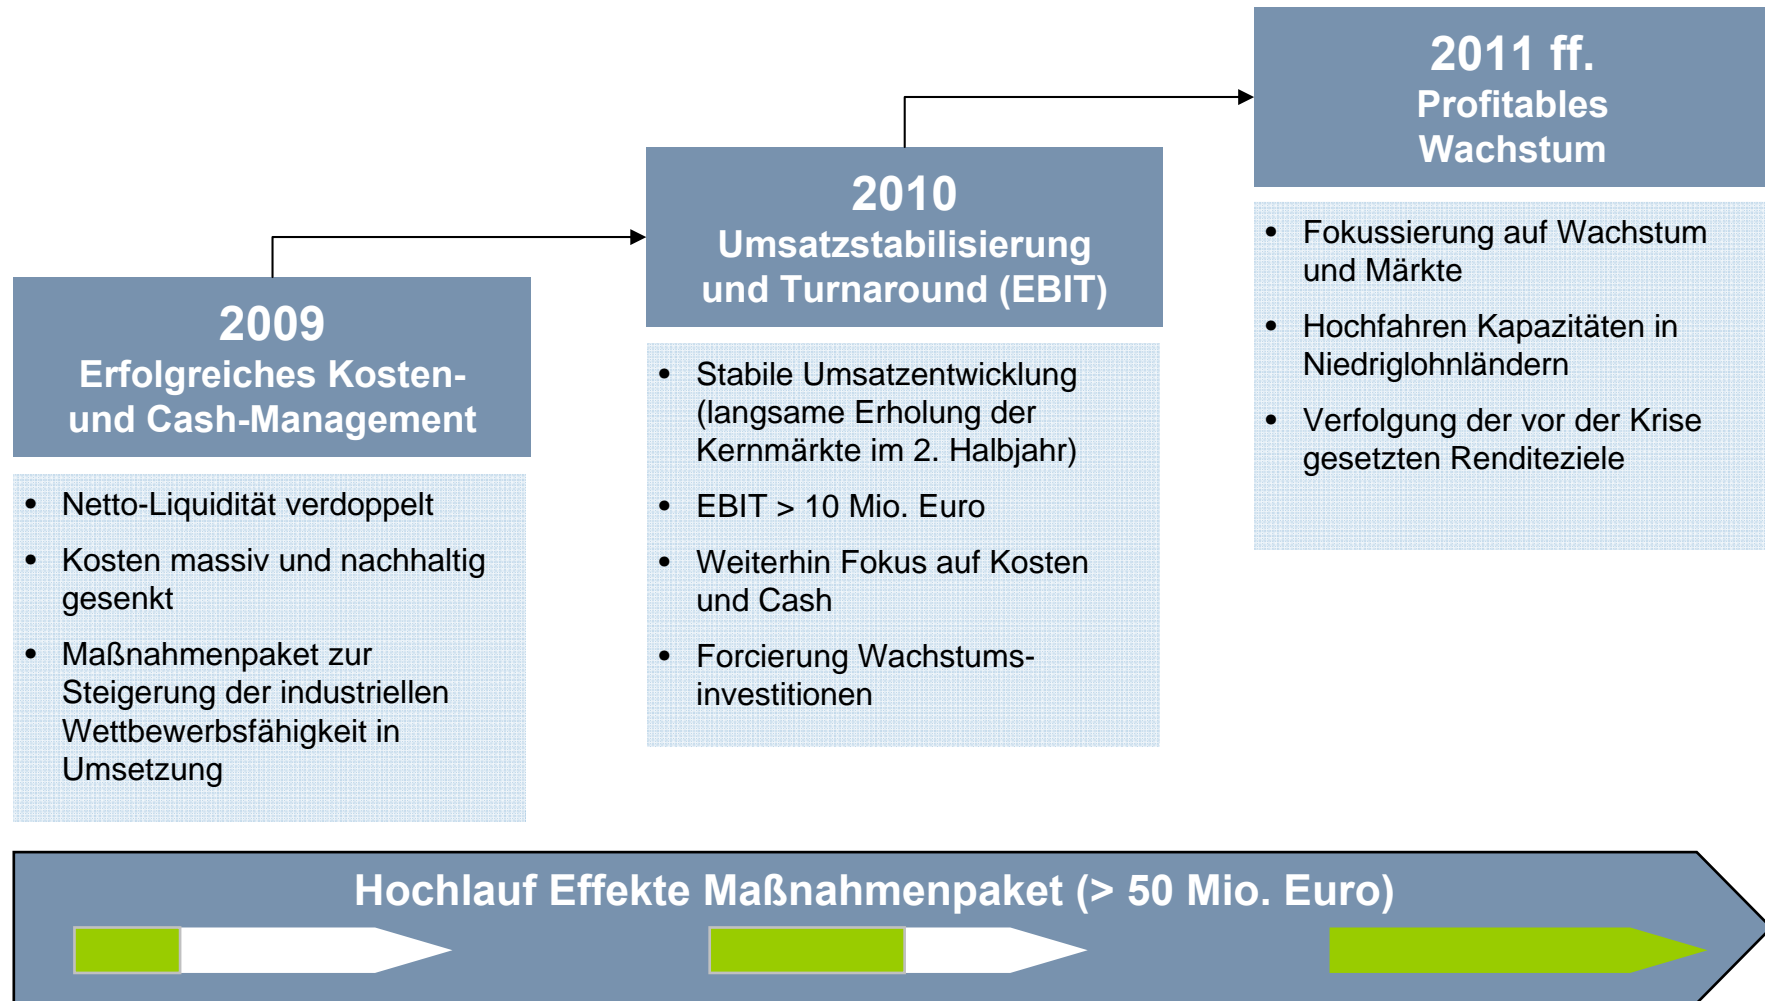 2009
Erfolgreiches Kosten-
und Cash-Management
• Netto-Liquidität verdoppelt
• Kosten massiv und nachhaltig
gesenkt
• Maßnahmenpaket zur
Steigerung der industriellen
Wettbewerbsfähigkeit in
Umsetzung
2010
Umsatzstabilisierung
und Turnaround (EBIT)
• Stabile Umsatzentwicklung
(langsame Erholung der
Kernmärkte im 2. Halbjahr)
• EBIT > 10 Mio. Euro
• Weiterhin Fokus auf Kosten
und Cash
• Forcierung Wachstums-
investitionen
2011 ff.
Profitables
Wachstum
• Fokussierung auf Wachstum
und Märkte
• Hochfahren Kapazitäten in
Niedriglohnländern
• Verfolgung der vor der Krise
gesetzten Renditeziele
Hochlauf Effekte Maßnahmenpaket (> 50 Mio. Euro)